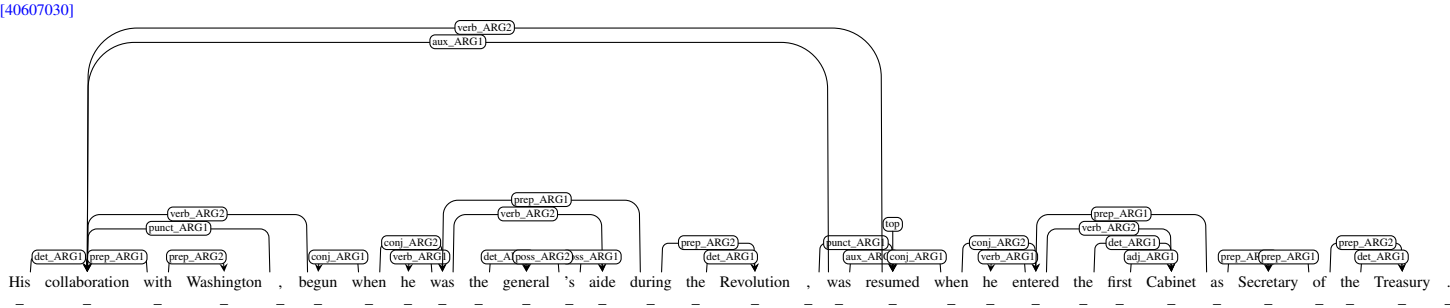 [40607030]
verb_ARG2
aux_ARG1
prep_ARG1
verb_ARG2 verb_ARG2 prep_ARG1
punct_ARG1 top verb_ARG2
conj_ARG2 prep_ARG2 punct_ARG1 conj_ARG2 det_ARG1 prep_ARG2
det_ARG1 prep_ARG1 prep_ARG2 conj_ARG1 verb_ARG1 poss_ARG2 det_ARG1 conj_ARG1 verb_ARG1 adj_ARG1 prep_ARG1 det_ARG1
His collaboration with Washington , begun when he was the general 's aide during the Revolution , was resumed when he entered the first Cabinet as Secretary of the Treasury .